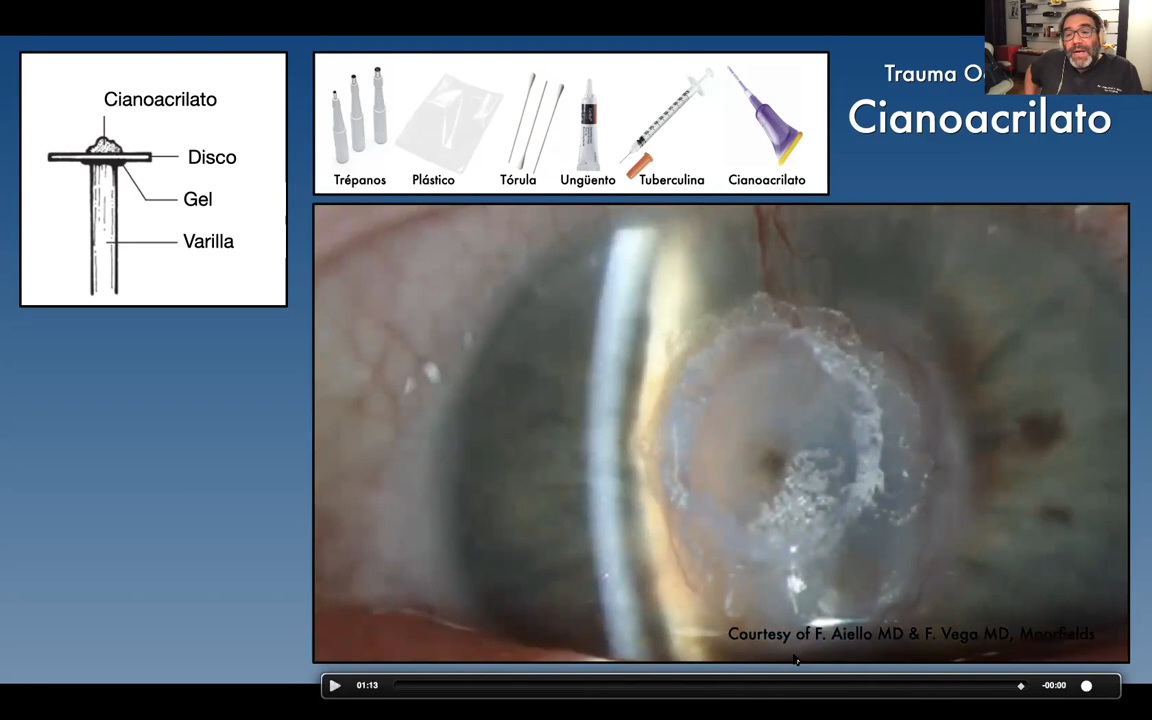 Trauma
Cianoacrilato
Cianoacrilato
Disco
Gel
Varilla
Trépanos
Plástico
Tórula
Ungüento
Tuberculina
Cianoacrilato
Courtesy of F. Aiello MD & F. Vega MD, Moorfields
01:13
-00:00